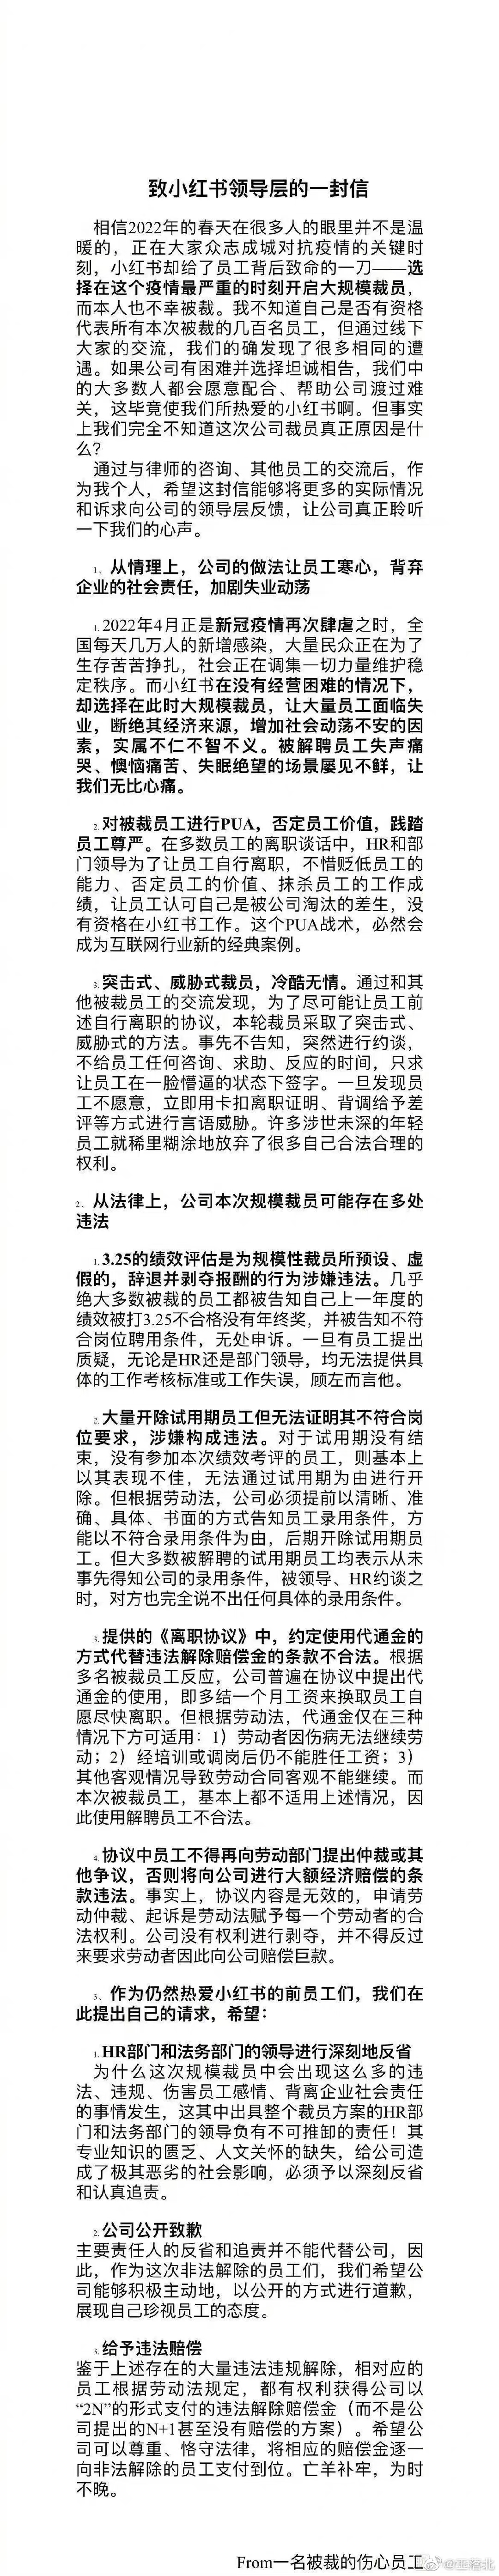 致小红书领导层的一封信
相信2022年的春天在很多人的眼里并不是温
暖的，正在大家众志成城对抗疫情的关键时
刻，小红书却给了员工背后致命的一刀——选
择在这个疫情最严重的时刻开启大规模裁员，
而本人也不幸被裁。我不知道自己是否有资格
代表所有本次被裁的几百名员工，但通过线下
大家的交流，我们的确发现了很多相同的遭
遇。如果公司有困难并选择坦诚相告，我们中
的大多数人都会愿意配合、帮助公司渡过难
关，这毕竟使我们所热爱的小红书啊。但事实
上我们完全不知道这次公司裁员真正原因是什
么？
通过与律师的咨询、其他员工的交流后，作
为我个人，希望这封信能够将更多的实际情况
和诉求向公司的领导层反馈，让公司真正聆听
一下我们的心声。
1、从情理上，公司的做法让员工寒心，背弃
企业的社会责任，加剧失业动荡
1. 2022年4月正是新冠疫情再次肆虐之时，全
国每天几万人的新增感染，大量民众正在为了
生存苦苦挣扎，社会正在调集一切力量维护稳
定秩序。而小红书在没有经营困难的情况下，
却选择在此时大规模裁员，让大量员工面临失
业，断绝其经济来源，增加社会动荡不安的因
素，实属不仁不智不义。被解聘员工失声痛
哭、懊恼痛苦、失眠绝望的场景屡见不鲜，让
我们无比心痛。
2. 对被裁员工进行PUA，否定员工价值，践踏
员工尊严。在多数员工的离职谈话中，HR和部
门领导为了让员工自行离职，不惜贬低员工的
能力、否定员工的价值、抹杀员工的工作成
绩，让员工认可自己是被公司淘汰的差生，没
有资格在小红书工作。这个PUA战术，必然会
成为互联网行业新的经典案例。
3. 突击式、威胁式裁员，冷酷无情。通过和其
他被裁员工的交流发现，为了尽可能让员工前
述自行离职的协议，本轮裁员采取了突击式、
威胁式的方法。事先不告知，突然进行约谈，
不给员工任何咨询、求助、反应的时间，只求
让员工在一脸懵逼的状态下签字。一旦发现员
工不愿意，立即用卡扣离职证明、背调给予差
评等方式进行言语威胁。许多涉世未深的年轻
员工就稀里糊涂地放弃了很多自己合法合理的
权利。
2、从法律上，公司本次规模裁员可能存在多处
违法
1. 3.25的绩效评估是为规模性裁员所预设、虚
假的，辞退并剥夺报酬的行为涉嫌违法。几乎
绝大多数被裁的员工都被告知自己上一年度的
绩效被打3.25不合格没有年终奖，并被告知不符
合岗位聘用条件，无处申诉。一旦有员工提出
质疑，无论是HR还是部门领导，均无法提供具
体的工作考核标准或工作失误，顾左而言他。
2. 大量开除试用期员工但无法证明其不符合岗
位要求，涉嫌构成违法。对于试用期没有结
束，没有参加本次绩效考评的员工，则基本上
以其表现不佳，无法通过试用期为由进行开
除。但根据劳动法，公司必须提前以清晰、准
确、具体、书面的方式告知员工录用条件，方
能以不符合录用条件为由，后期开除试用期员
工。但大多数被解聘的试用期员工均表示从未
事先得知公司的录用条件，被领导、HR约谈之
时，对方也完全说不出任何具体的录用条件。
3. 提供的《离职协议》中，约定使用代通金的
方式代替违法解除赔偿金的条款不合法。根据
多名被裁员工反应，公司普遍在协议中提出代
通金的使用，即多结一个月工资来换取员工自
愿尽快离职。但根据劳动法，代通金仅在三种
情况下方可适用：1）劳动者因伤病无法继续劳
动；2）经培训或调岗后仍不能胜任工资；3）
其他客观情况导致劳动合同客观不能继续。而
本次被裁员工，基本上都不适用上述情况，因
此使用解聘员工不合法。
4. 协议中员工不得再向劳动部门提出仲裁或其
他争议，否则将向公司进行大额经济赔偿的条
款违法。事实上，协议内容是无效的，申请劳
动仲裁、起诉是劳动法赋予每一个劳动者的合
法权利。公司没有权利进行剥夺，并不得反过
来要求劳动者因此向公司赔偿巨款。
3、作为仍然热爱小红书的前员工们，我们在
此提出自己的请求，希望：
1. HR部门和法务部门的领导进行深刻地反省
为什么这次规模裁员中会出现这么多的违
法、违规、伤害员工感情、背离企业社会责任
的事情发生，这其中出具整个裁员方案的HR部
门和法务部门的领导负有不可推卸的责任！其
专业知识的匮乏、人文关怀的缺失，给公司造
成了极其恶劣的社会影响，必须予以深刻反省
和认真追责。
2. 公司公开致歉
主要责任人的反省和追责并不能代替公司，因
此，作为这次非法解除的员工们，我们希望公
司能够积极主动地，以公开的方式进行道歉，
展现自己珍视员工的态度。
3. 给予违法赔偿
鉴于上述存在的大量违法违规解除，相对应的
员工根据劳动法规定，都有权利获得公司以
“2N”的形式支付的违法解除赔偿金（而不是公
司提出的N+1甚至没有赔偿的方案）。希望公
司可以尊重、恪守法律，将相应的赔偿金逐一
向非法解除的员工支付到位。亡羊补牢，为时
不晚。
From一名被裁的伤心员工